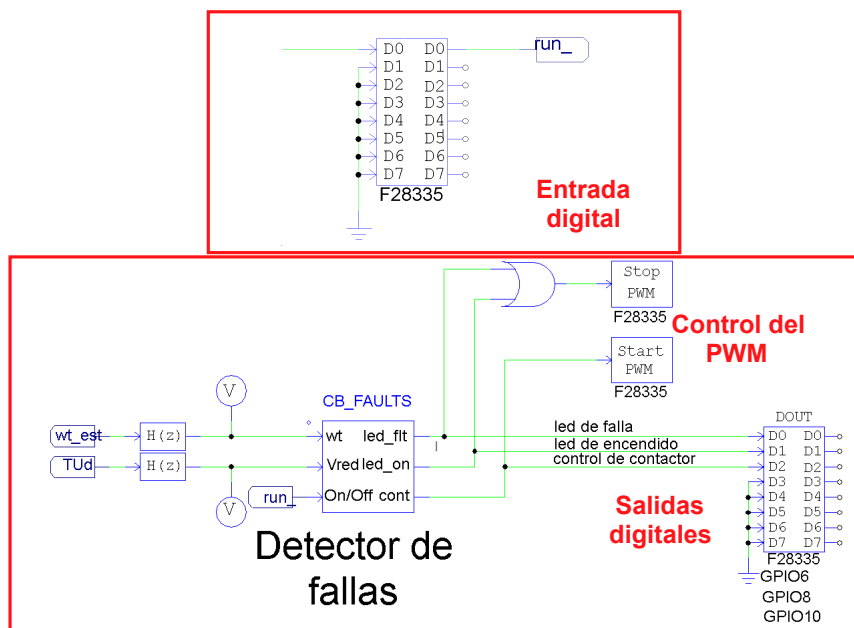 D0 D0
D1 D1
D2 D2
D3 D3
D4 D4
D5 D5
D6 D6
D7 D7
F28335
run_
Entrada
digital
Stop
PWM
F28335
Control del
PWM
Start
PWM
F28335
V
CB_FAULTS
wt_est
H(z)
wt led_flt
TUd
H(z)
Vred led_on
run_
On/Off cont
V
Detector de
fallas
led de falla
led de encendido
control de contactor
Salidas
digitales
DOUT
D0 D0
D1 D1
D2 D2
D3 D3
D4 D4
D5 D5
D6 D6
D7 D7
F28335
GPIO6
GPIO8
GPIO10